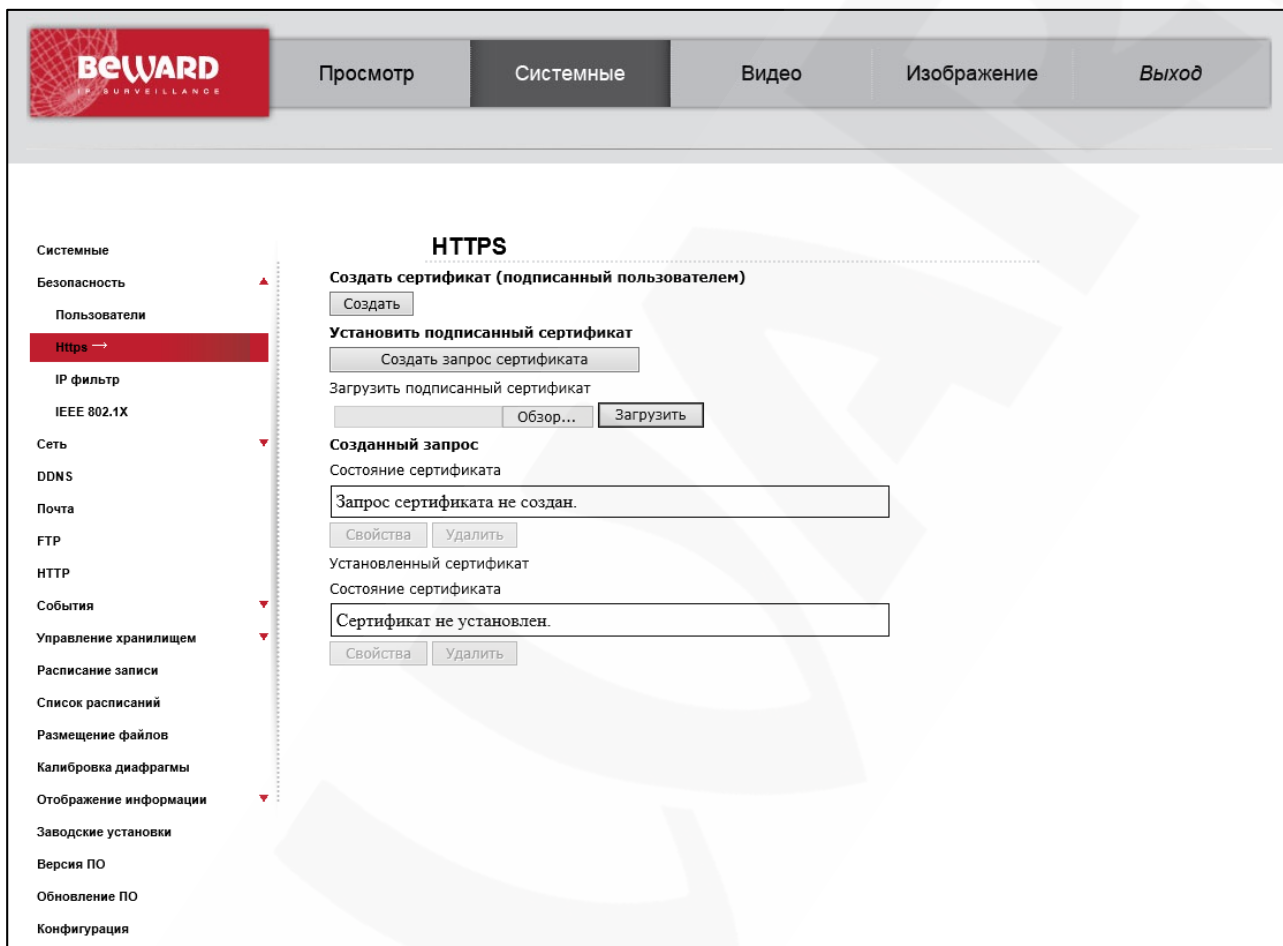 BEWARD
IP SURVEILLANCE
Просмотр
Системные
Видео
Изображение
Выход
Системные
Безопасность
Пользователи
Https →
IP фильтр
IEEE 802.1X
Сеть
DDNS
Почта
FTP
HTTP
События
Управление хранилищем
Расписание записи
Список расписаний
Размещение файлов
Калибровка диафрагмы
Отображение информации
Заводские установки
Версия ПО
Обновление ПО
Конфигурация
HTTPS
Создать сертификат (подписанный пользователем)
Создать
Установить подписанный сертификат
Создать запрос сертификата
Загрузить подписанный сертификат
Обзор... Загрузить
Созданный запрос
Состояние сертификата
Запрос сертификата не создан.
Свойства Удалить
Установленный сертификат
Состояние сертификата
Сертификат не установлен.
Свойства Удалить